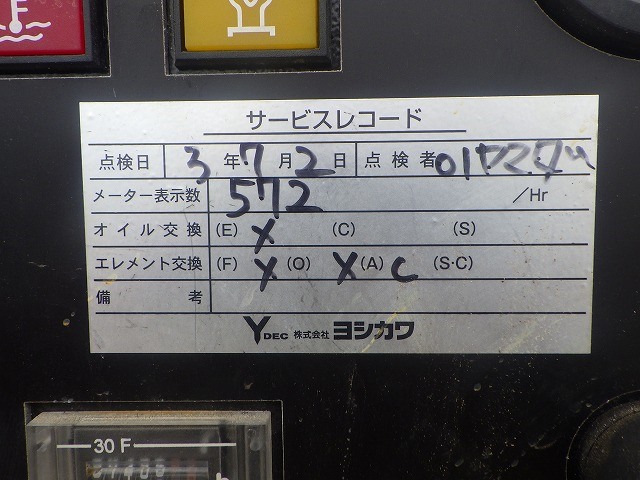 サービスレコード
点検日 3年7月2日 点検者
メーター表示数 572 /Hr
オイル交換 (E) X (C) (S)
エレメント交換 (F) X (O) X (A) C (S·C)
備考
YDEC 株式会社 ヨシカワ
30 F